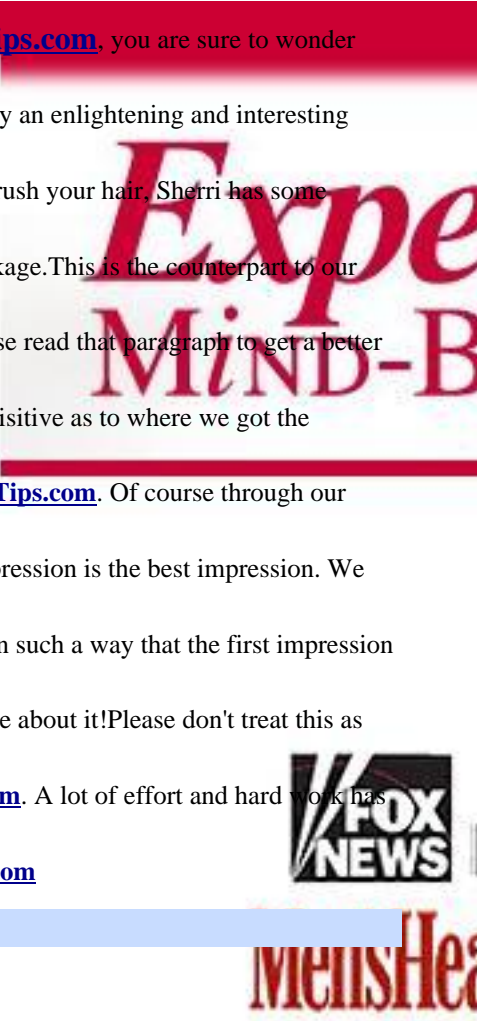 ips.com, you are sure to wonder
y an enlightening and interesting
rush your hair, Sherri has some
Expe
kage.This is the counterpart to our
se read that paragraph to get a better
MiND-B
isitive as to where we got the
Tips.com. Of course through our
pression is the best impression. We
n such a way that the first impression
e about it!Please don't treat this as
m. A lot of effort and hard work has
FOX
NEWS
om
MensHea